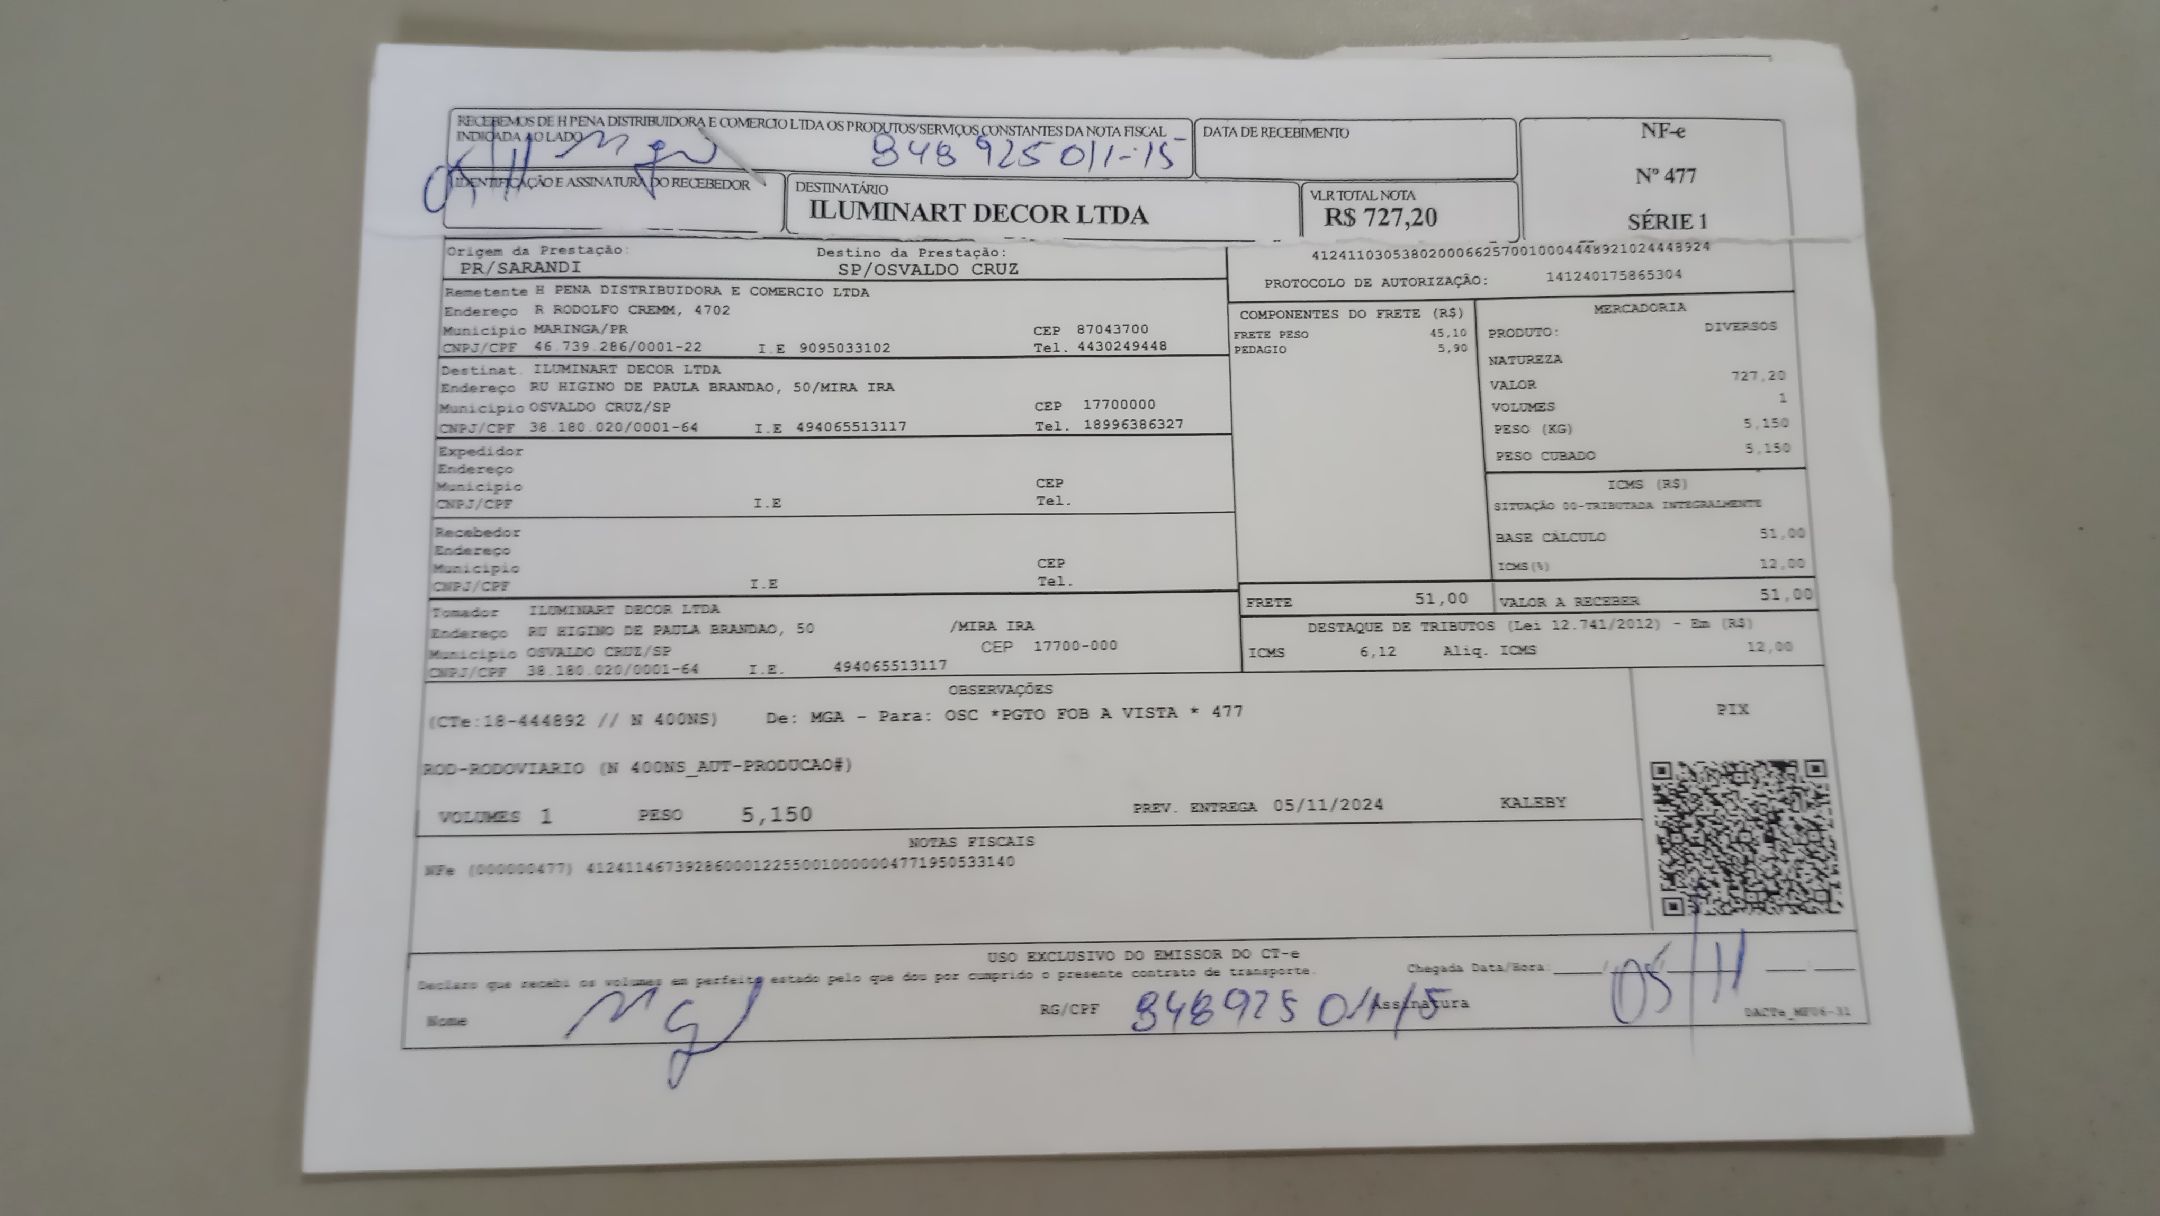 RECEBEMOS DE H PENA DISTRIBUIDORA E COMERCIO LTDA OS PRODUTOS/SERVIÇOS CONSTANTES DA NOTA FISCAL
INDICADA AO LADO
848 925 011-15
05/11
IDENTIFICAÇÃO E ASSINATURA DO RECEBEDOR
DATA DE RECEBIMENTO
DESTINATÁRIO
ILUMINART DECOR LTDA
VLR TOTAL NOTA
R$ 727,20
NF-e
Nº 477
SÉRIE 1
Origem da Prestação: Destino da Prestação:
PR/SARANDI SP/OSVALDO CRUZ
41241103053802000662570010004448921024448924
PROTOCOLO DE AUTORIZAÇÃO: 141240175865304
Remetente H PENA DISTRIBUIDORA E COMERCIO LTDA
Endereço R RODOLFO CREMM, 4702
Municipio MARINGA/PR CEP 87043700
CNPJ/CPF 46.739.286/0001-22 I.E 9095033102 Tel. 4430249448
Destinat. ILUMINART DECOR LTDA
Endereço RU HIGINO DE PAULA BRANDAO, 50/MIRA IRA
Municipio OSVALDO CRUZ/SP CEP 17700000
CNPJ/CPF 38.180.020/0001-64 I.E 494065513117 Tel. 18996386327
Expedidor
Endereço
Municipio CEP
CNPJ/CPF I.E Tel.
Recebedor
Endereço
Municipio CEP
CNPJ/CPF I.E Tel.
Tomador ILUMINART DECOR LTDA
Endereço RU HIGINO DE PAULA BRANDAO, 50 /MIRA IRA
Municipio OSVALDO CRUZ/SP CEP 17700-000
CNPJ/CPF 38.180.020/0001-64 I.E. 494065513117
COMPONENTES DO FRETE (R$)
FRETE PESO 45,10
PEDAGIO 5,90
MERCADORIA
PRODUTO: DIVERSOS
NATUREZA
VALOR 727,20
VOLUMES 1
PESO (KG) 5,150
PESO CUBADO 5,150
ICMS (R$)
SITUAÇÃO 00-TRIBUTADA INTEGRALMENTE
BASE CÁLCULO 51,00
ICMS(%) 12,00
FRETE 51,00 VALOR A RECEBER 51,00
DESTAQUE DE TRIBUTOS (Lei 12.741/2012) - Em (R$)
ICMS 6,12 Aliq. ICMS 12,00
OBSERVAÇÕES
(CTe:18-444892 // N 400NS) De: MGA - Para: OSC *PGTO FOB A VISTA * 477
ROD-RODOVIARIO (N 400NS_AUT-PRODUCAO#)
VOLUMES 1 PESO 5,150 PREV. ENTREGA 05/11/2024 KALEBY
PIX
NOTAS FISCAIS
NFe (000000477) 41241146739286000122550010000004771950533140
USO EXCLUSIVO DO EMISSOR DO CT-e
Declaro que recebi os volumes em perfeito estado pelo que dou por cumprido o presente contrato de transporte. Chegada Data/Hora: 05/11
Nome RG/CPF 848925 011-15 Assinatura
DACTe_MF06-31